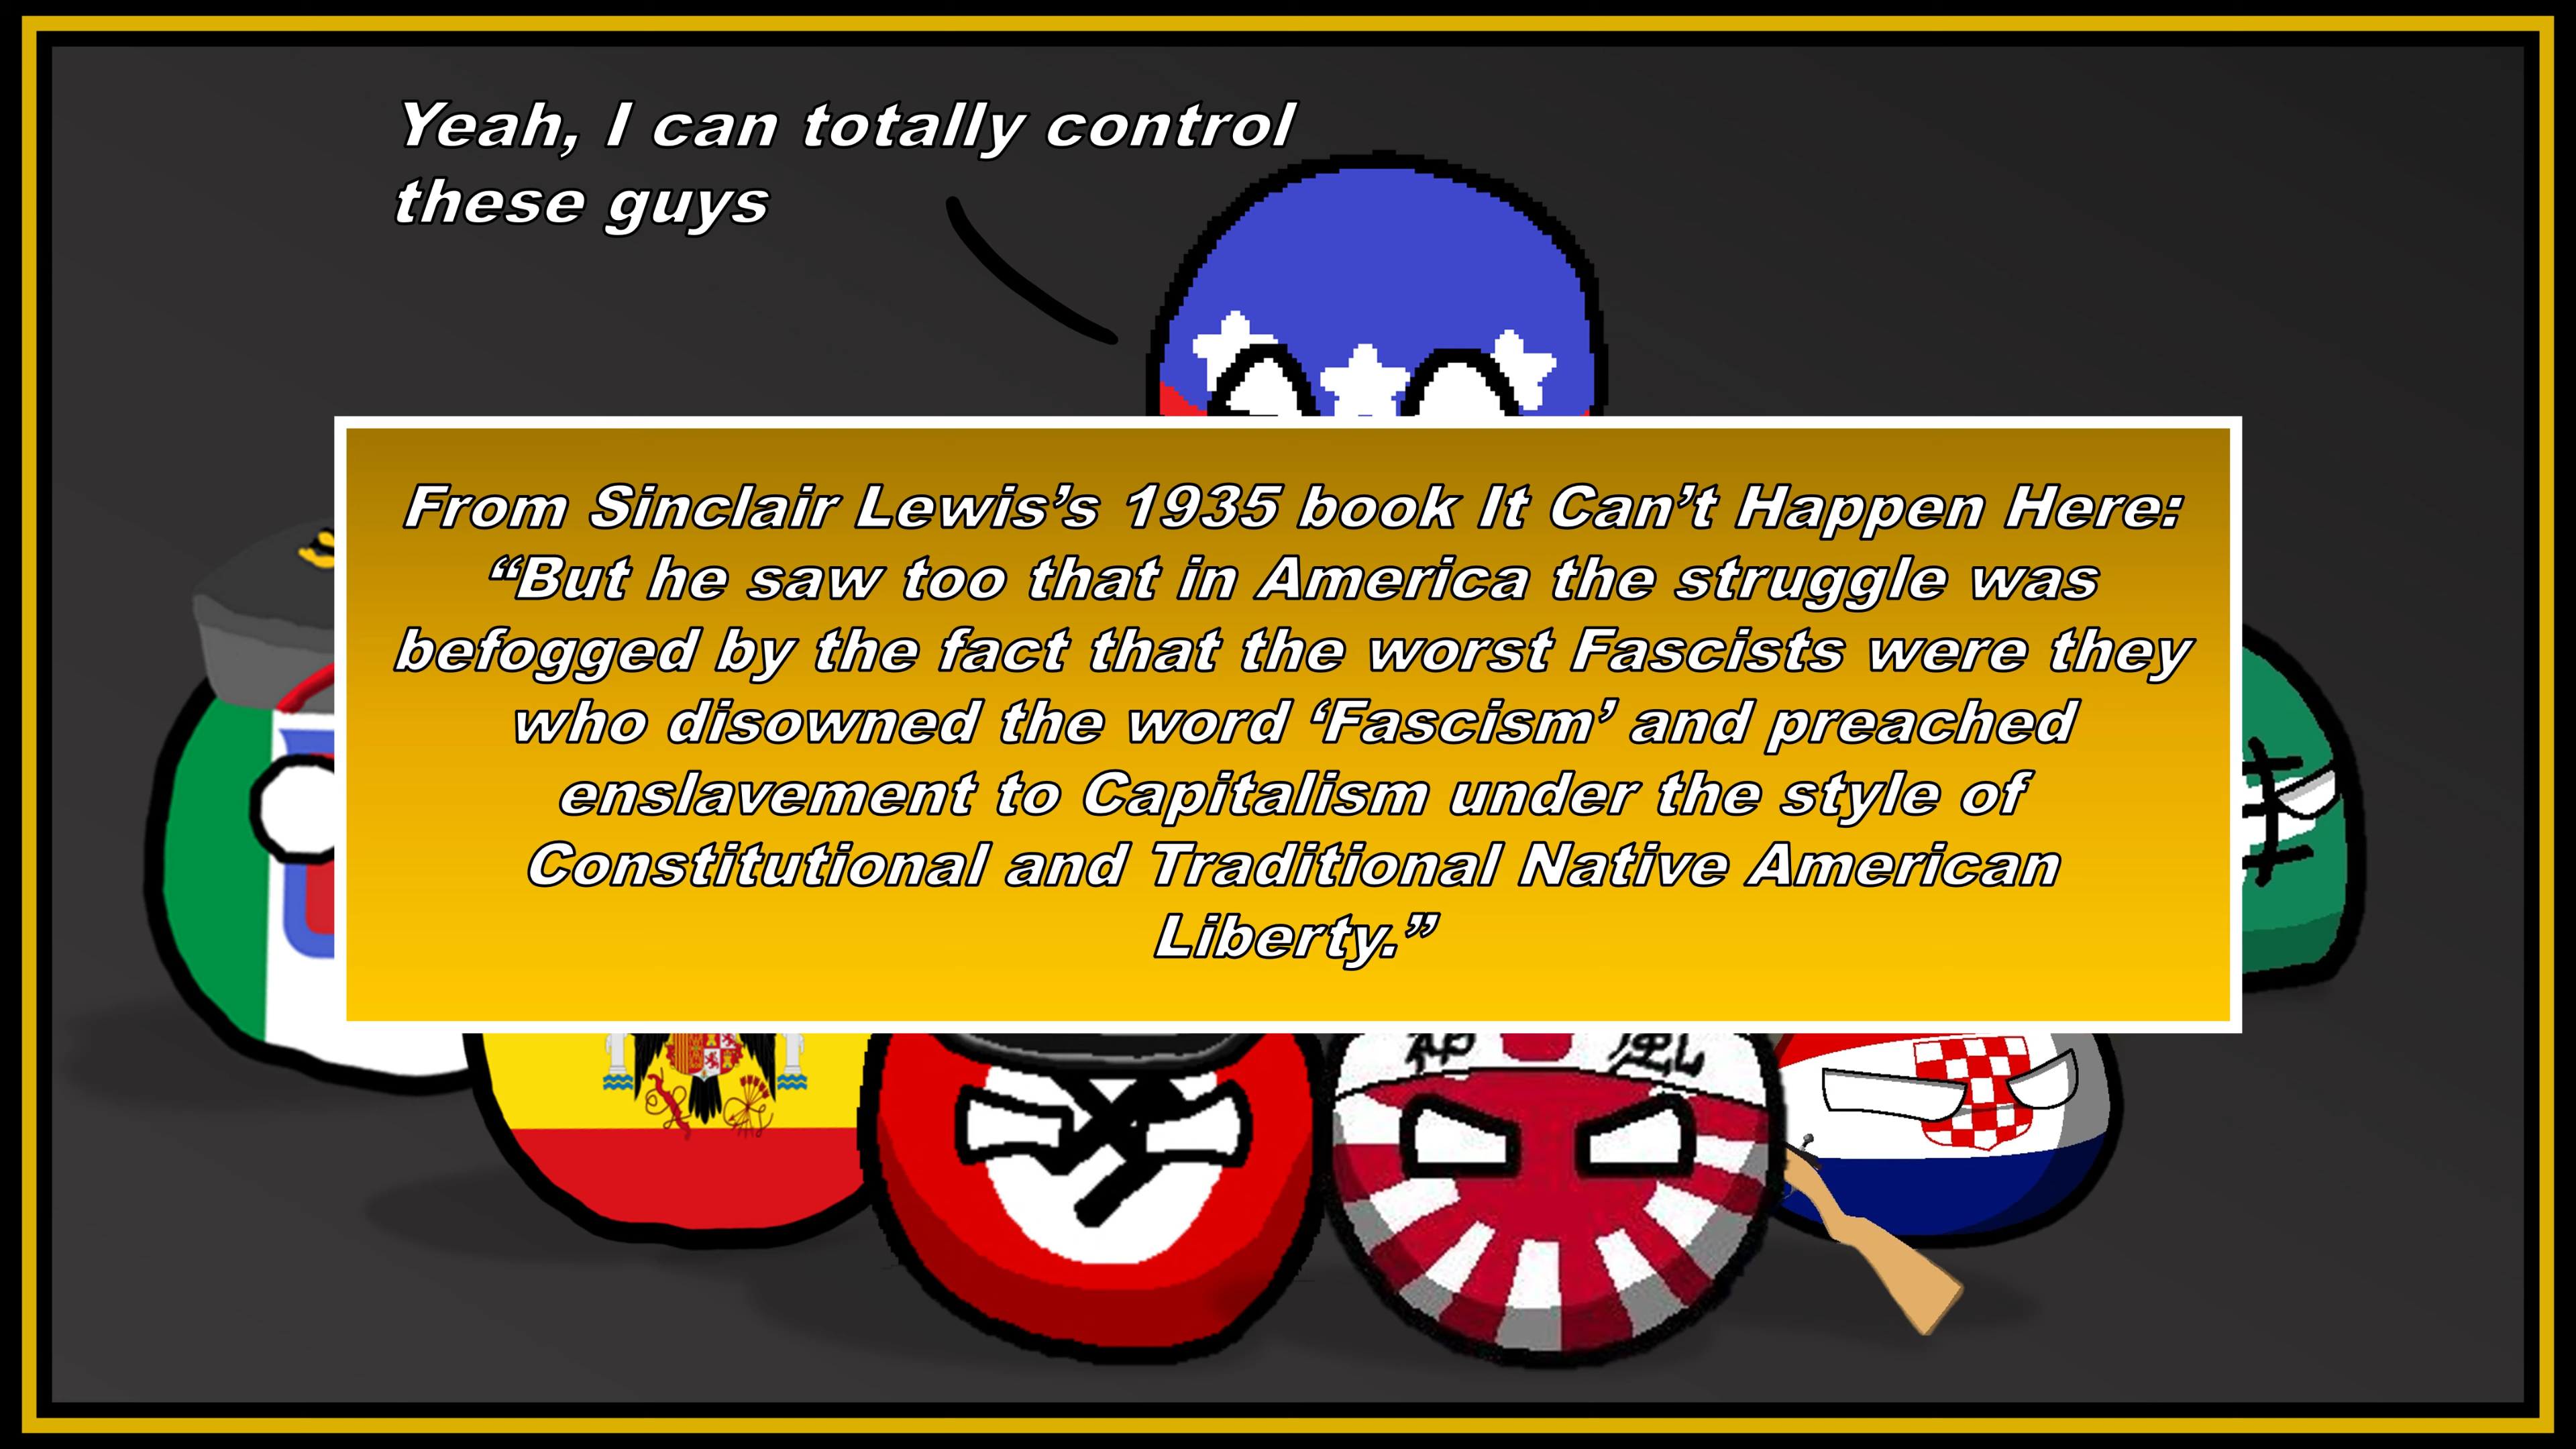 Yeah, I can totally control
these guys
From Sinclair Lewis’s 1935 book It Can’t Happen Here:
“But he saw too that in America the struggle was
befogged by the fact that the worst Fascists were they
who disowned the word ‘Fascism’ and preached
enslavement to Capitalism under the style of
Constitutional and Traditional Native American
Liberty.”